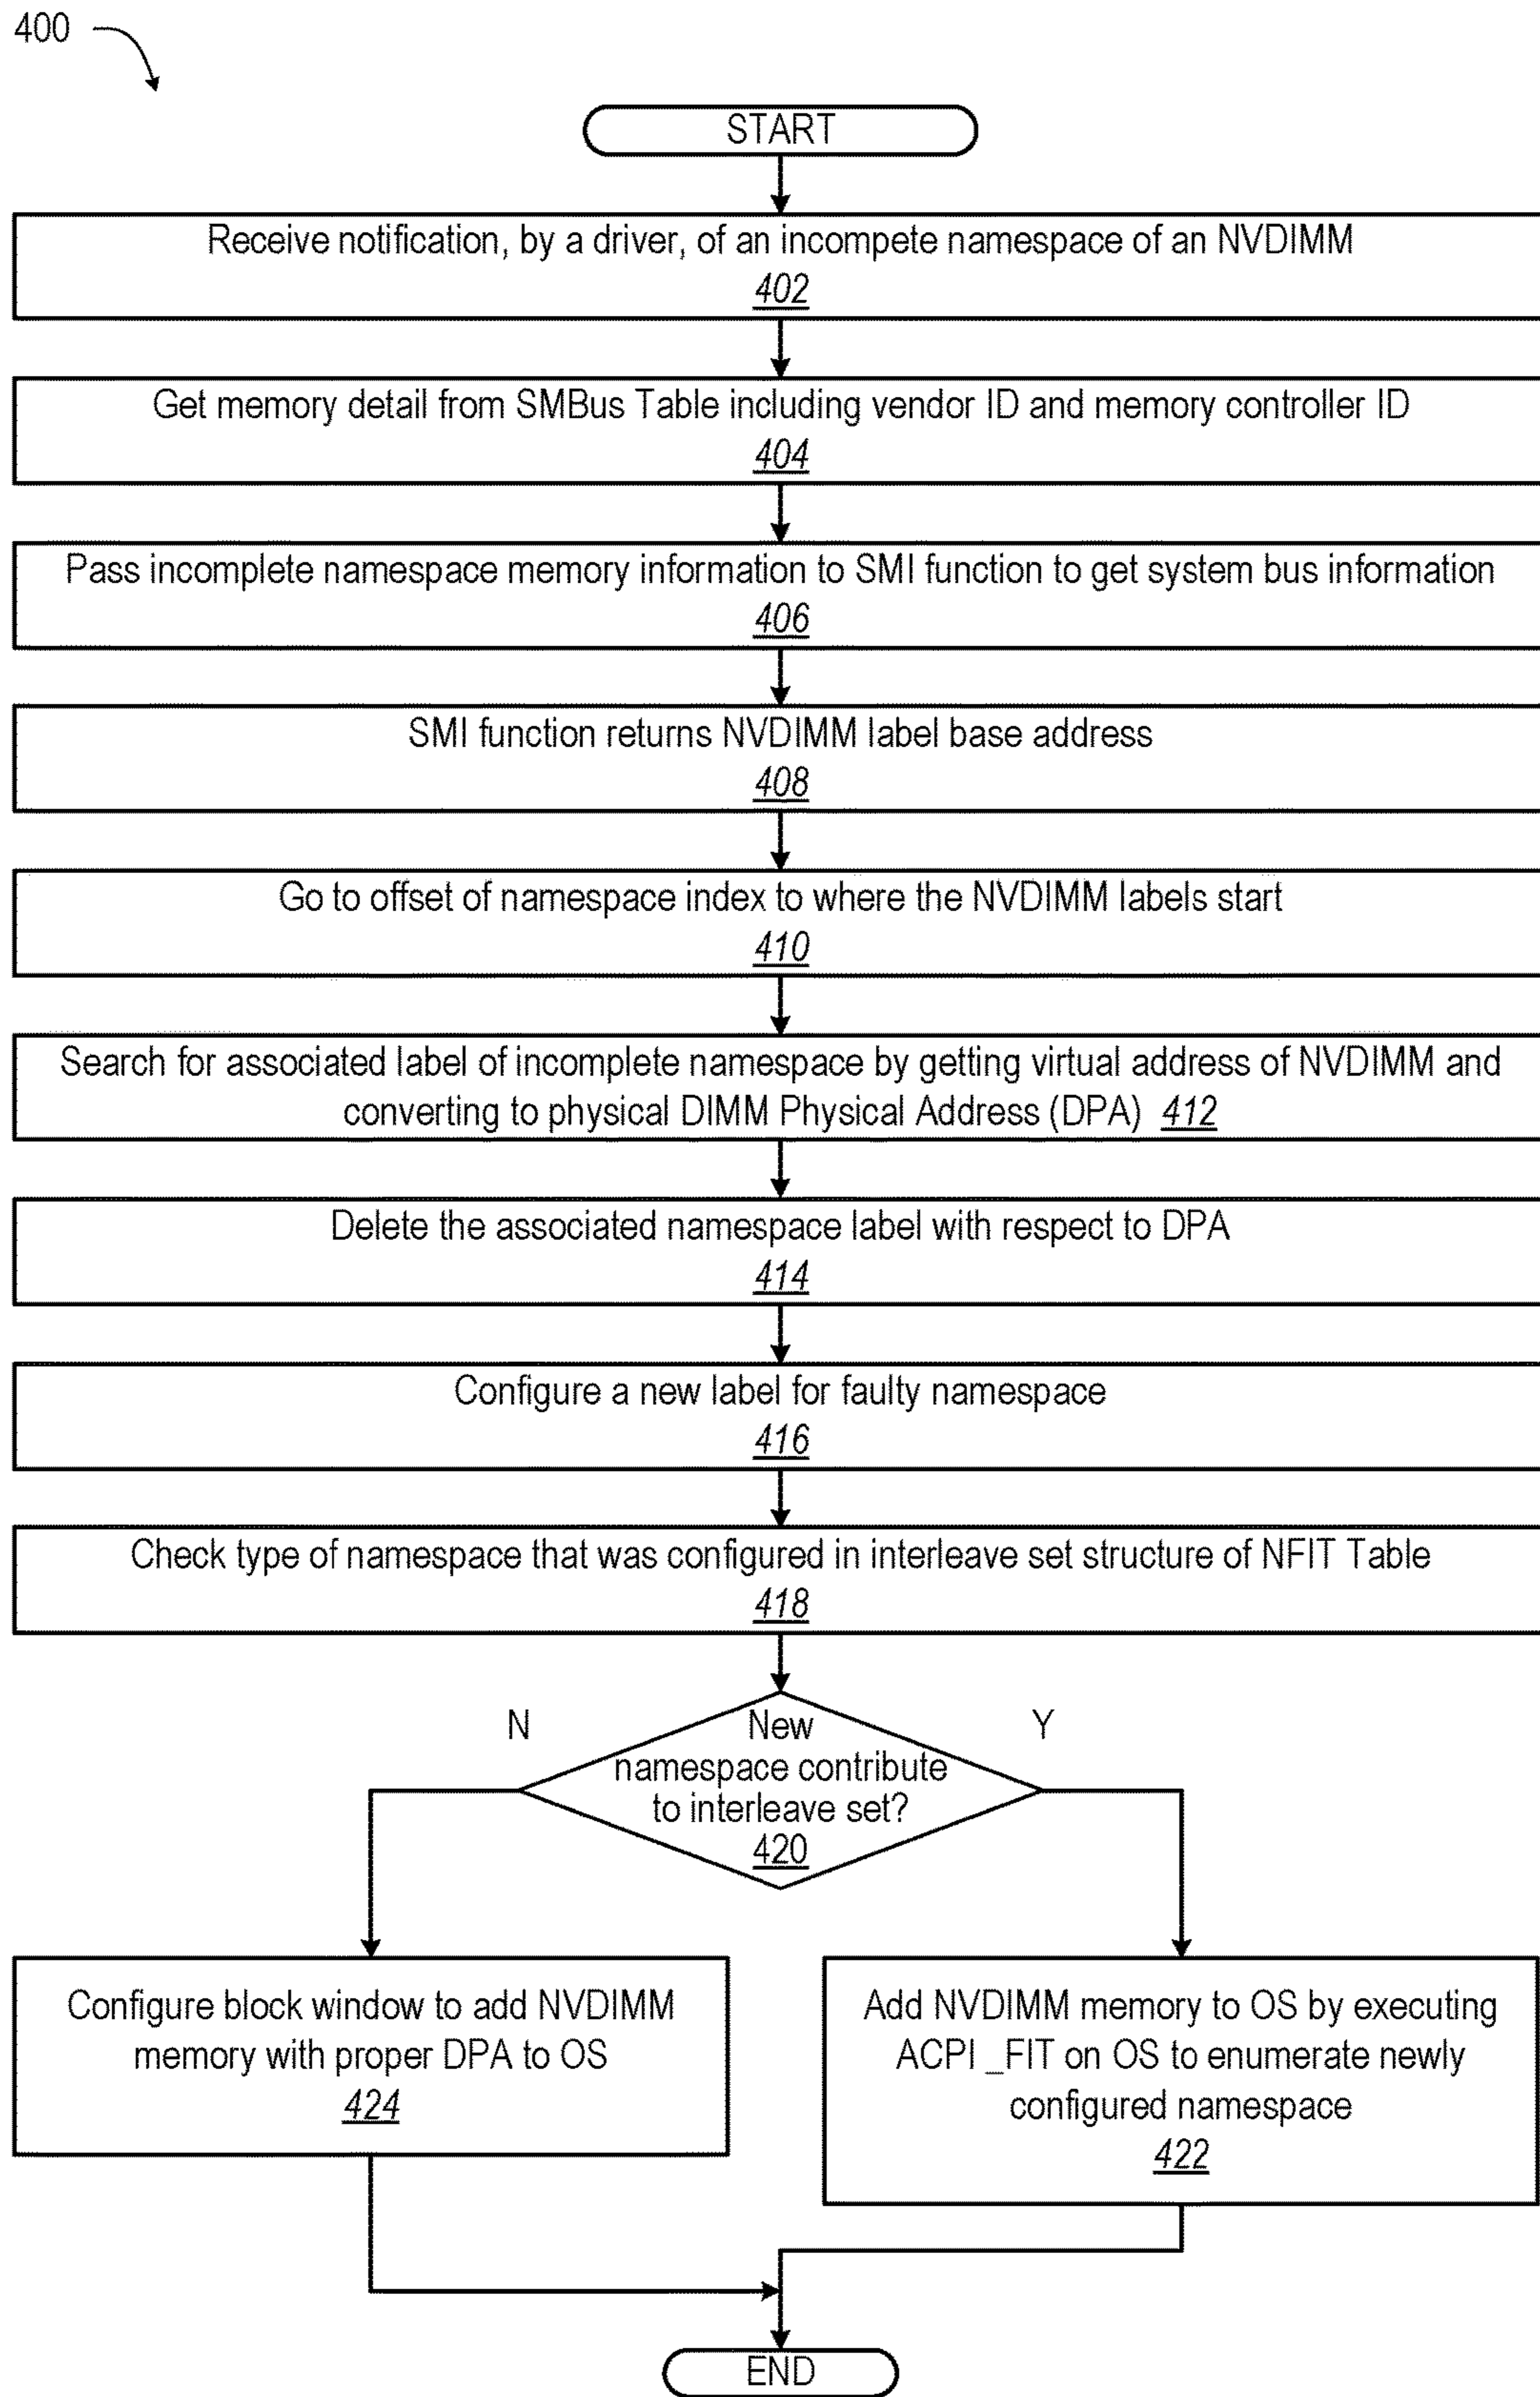 400
START
Receive notification, by a driver, of an incompete namespace of an NVDIMM
402
Get memory detail from SMBus Table including vendor ID and memory controller ID
404
Pass incomplete namespace memory information to SMI function to get system bus information
406
SMI function returns NVDIMM label base address
408
Go to offset of namespace index to where the NVDIMM labels start
410
Search for associated label of incomplete namespace by getting virtual address of NVDIMM and
converting to physical DIMM Physical Address (DPA) 412
Delete the associated namespace label with respect to DPA
414
Configure a new label for faulty namespace
416
Check type of namespace that was configured in interleave set structure of NFIT Table
418
N
Y
New
namespace contribute
to interleave set?
420
Configure block window to add NVDIMM
memory with proper DPA to OS
424
Add NVDIMM memory to OS by executing
ACPI _FIT on OS to enumerate newly
configured namespace
422
END